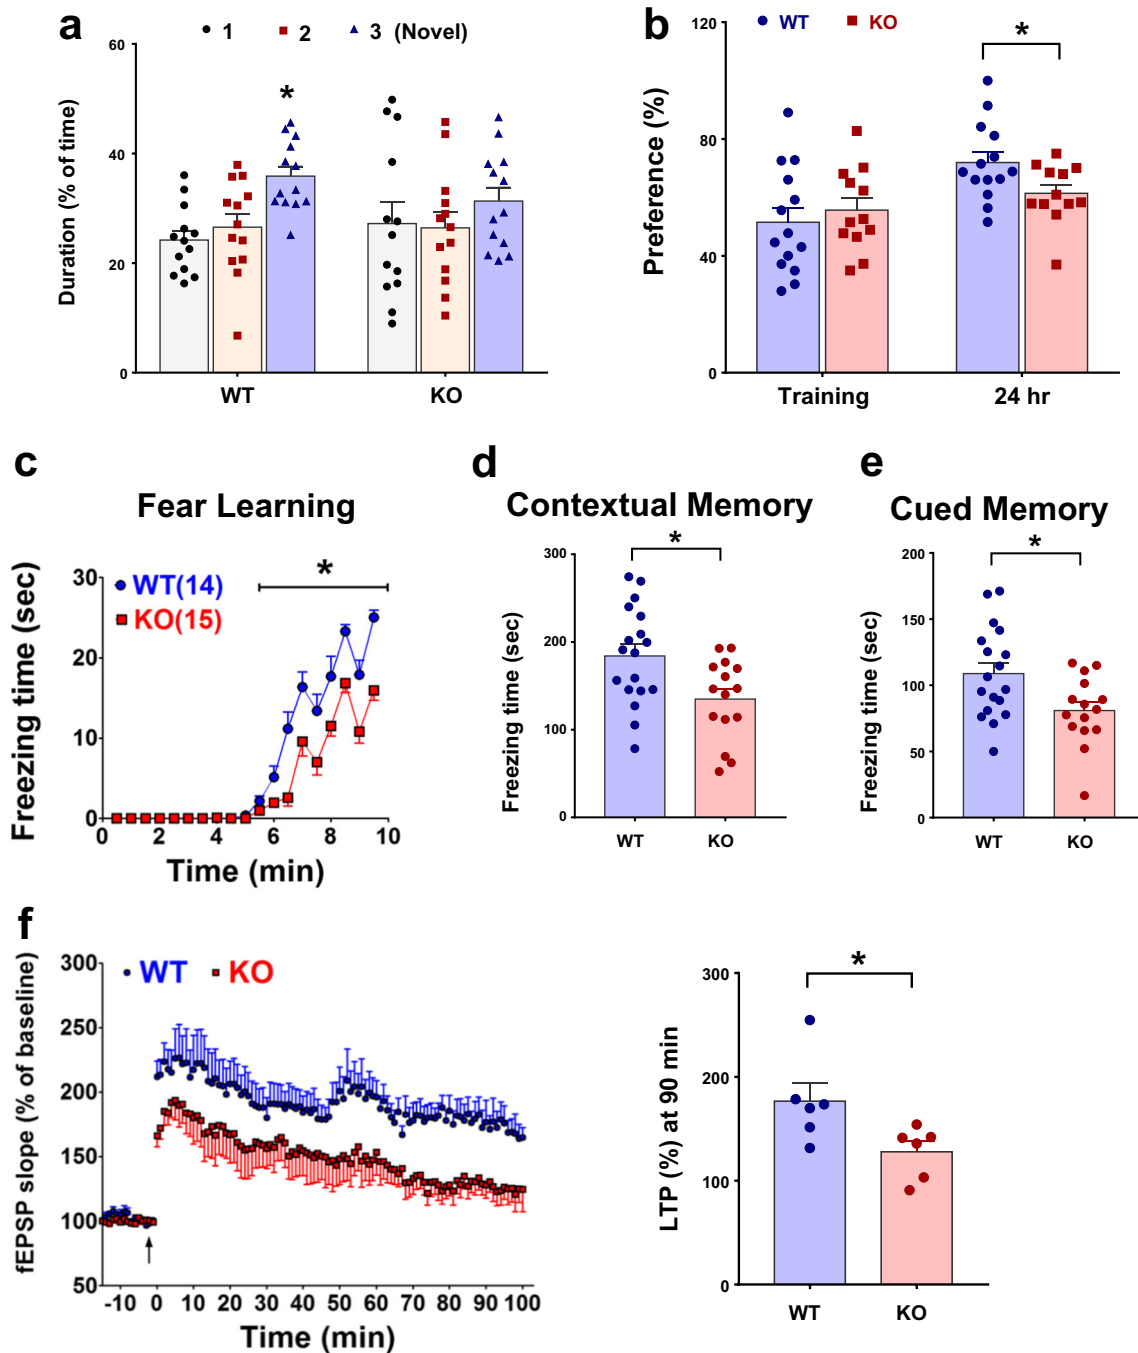 a
1 2 3 (Novel)
Duration (% of time)
60
40
20
0
WT KO
*
b
WT KO
Preference (%)
120
80
40
0
*
Training 24 hr
c
Fear Learning
Freezing time (sec)
30
20
10
0
WT(14)
KO(15)
*
0 2 4 6 8 10
Time (min)
d
Contextual Memory
Freezing time (sec)
300
200
100
0
*
WT KO
e
Cued Memory
Freezing time (sec)
200
150
100
50
0
*
WT KO
f
fEPSP slope (% of baseline)
300
250
200
150
100
50
WT KO
-10 0 10 20 30 40 50 60 70 80 90 100
Time (min)
LTP (%) at 90 min
300
200
100
0
*
WT KO